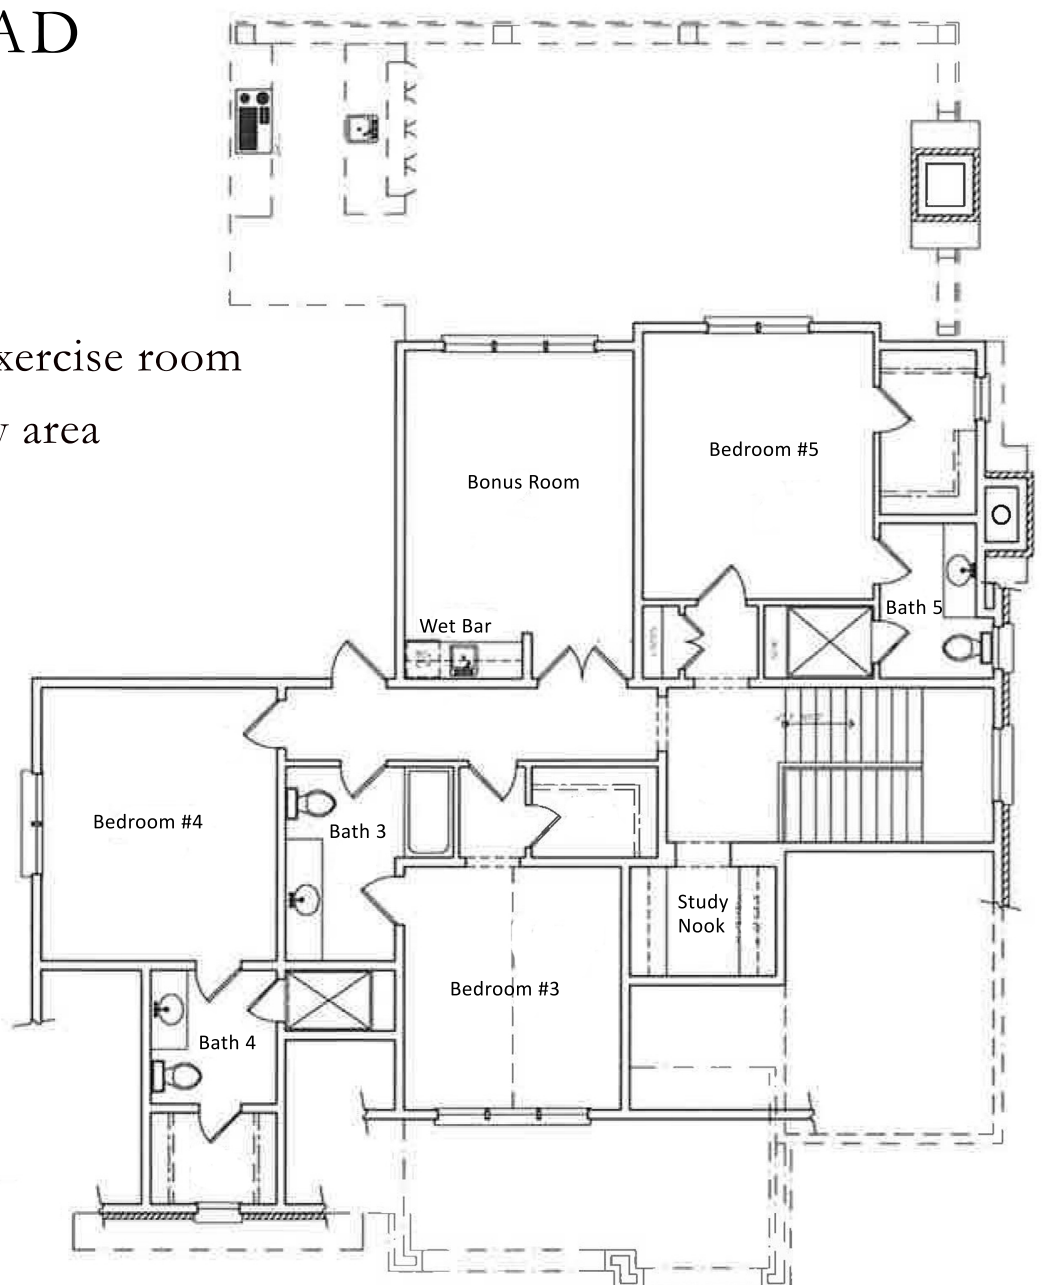 AD
xercise room
y area
Bedroom #5
Bonus Room
Bath 5
Wet Bar
Bedroom #4
Bath 3
Study
Nook
Bedroom #3
Bath 4